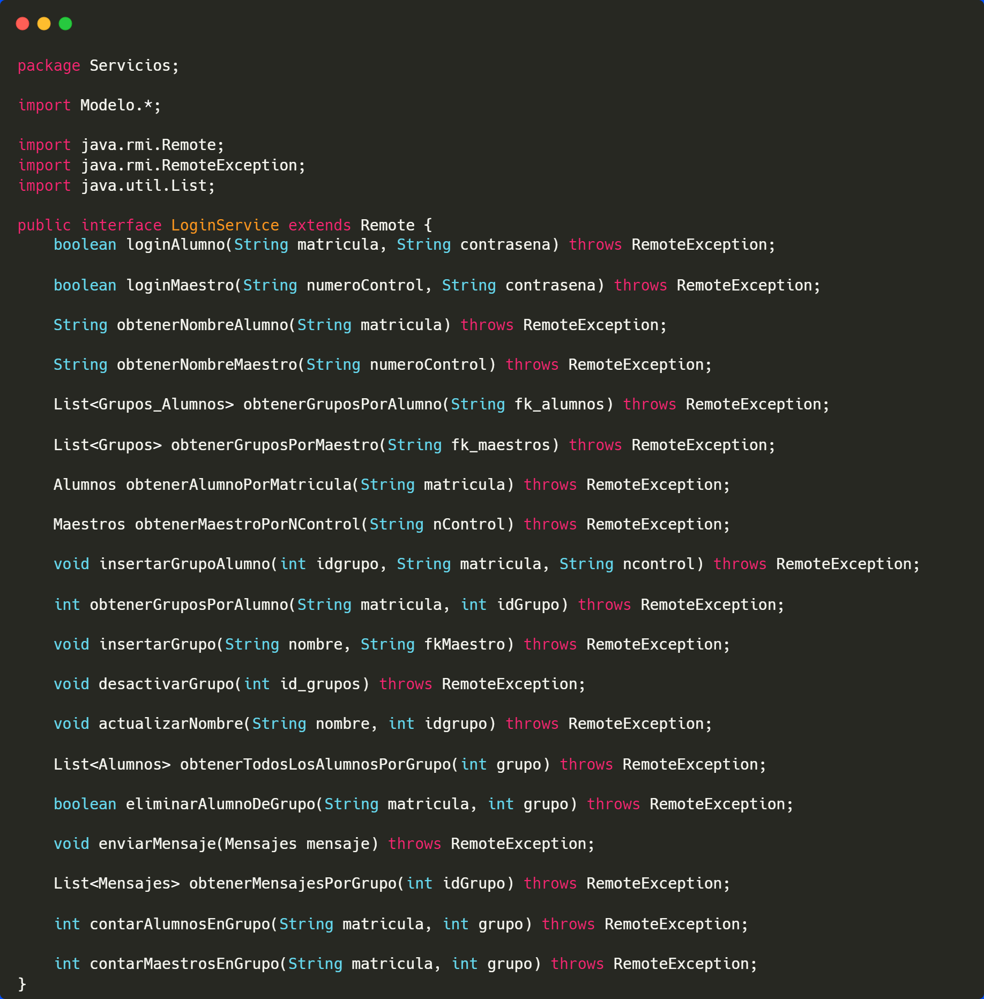 package Servicios;
import Modelo.*;
import java.rmi.Remote;
import java.rmi.RemoteException;
import java.util.List;
public interface LoginService extends Remote {
    boolean loginAlumno(String matricula, String contrasena) throws RemoteException;
    boolean loginMaestro(String numeroControl, String contrasena) throws RemoteException;
    String obtenerNombreAlumno(String matricula) throws RemoteException;
    String obtenerNombreMaestro(String numeroControl) throws RemoteException;
    List<Grupos_Alumnos> obtenerGruposPorAlumno(String fk_alumnos) throws RemoteException;
    List<Grupos> obtenerGruposPorMaestro(String fk_maestros) throws RemoteException;
    Alumnos obtenerAlumnoPorMatricula(String matricula) throws RemoteException;
    Maestros obtenerMaestroPorNControl(String nControl) throws RemoteException;
    void insertarGrupoAlumno(int idgrupo, String matricula, String ncontrol) throws RemoteException;
    int obtenerGruposPorAlumno(String matricula, int idGrupo) throws RemoteException;
    void insertarGrupo(String nombre, String fkMaestro) throws RemoteException;
    void desactivarGrupo(int id_grupos) throws RemoteException;
    void actualizarNombre(String nombre, int idgrupo) throws RemoteException;
    List<Alumnos> obtenerTodosLosAlumnosPorGrupo(int grupo) throws RemoteException;
    boolean eliminarAlumnoDeGrupo(String matricula, int grupo) throws RemoteException;
    void enviarMensaje(Mensajes mensaje) throws RemoteException;
    List<Mensajes> obtenerMensajesPorGrupo(int idGrupo) throws RemoteException;
    int contarAlumnosEnGrupo(String matricula, int grupo) throws RemoteException;
    int contarMaestrosEnGrupo(String matricula, int grupo) throws RemoteException;
}